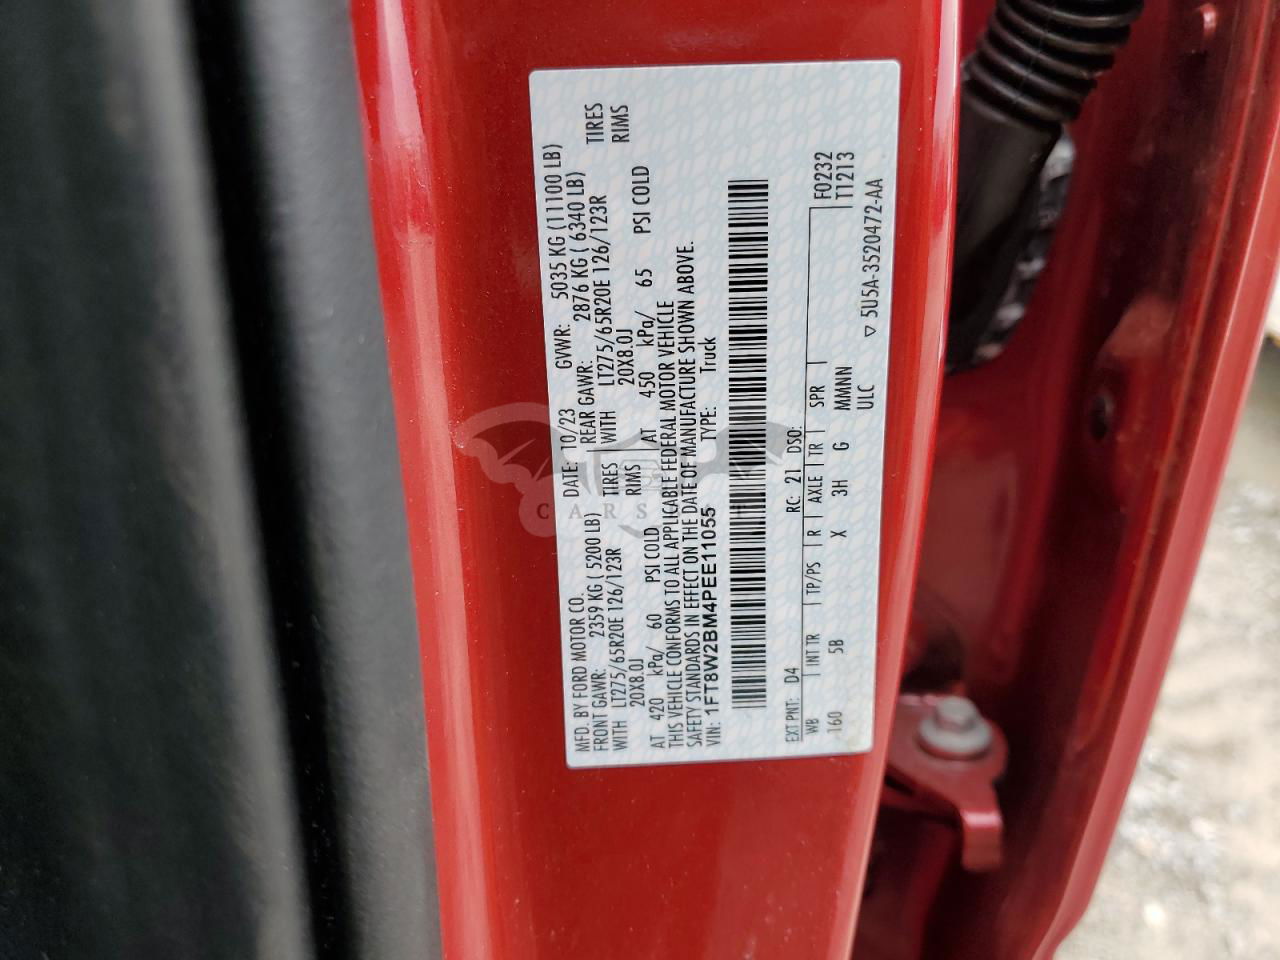 MFD. BY FORD MOTOR CO. DATE: 10/23 GVWR: 5035 KG (11100 LB)
FRONT GAWR: 2359 KG ( 5200 LB) REAR GAWR: 2876 KG ( 6340 LB)
WITH LT275/65R20E 126/123R TIRES WITH LT275/65R20E 126/123R TIRES
20X8.0J RIMS 20X8.0J RIMS
AT 420 kPa/ 60 PSI COLD AT 450 kPa/ 65 PSI COLD
THIS VEHICLE CONFORMS TO ALL APPLICABLE FEDERAL MOTOR VEHICLE
SAFETY STANDARDS IN EFFECT ON THE DATE OF MANUFACTURE SHOWN ABOVE.
VIN: 1FT8W2BM4PEE11055 TYPE: Truck
EXT PNT: D4 RC: 21 DSO: F0232
WB INT TR TP/PS R AXLE TR SPR T1213
160 5B X 3H G MMNN
ULC ▽ 5U5A-3520472-AA